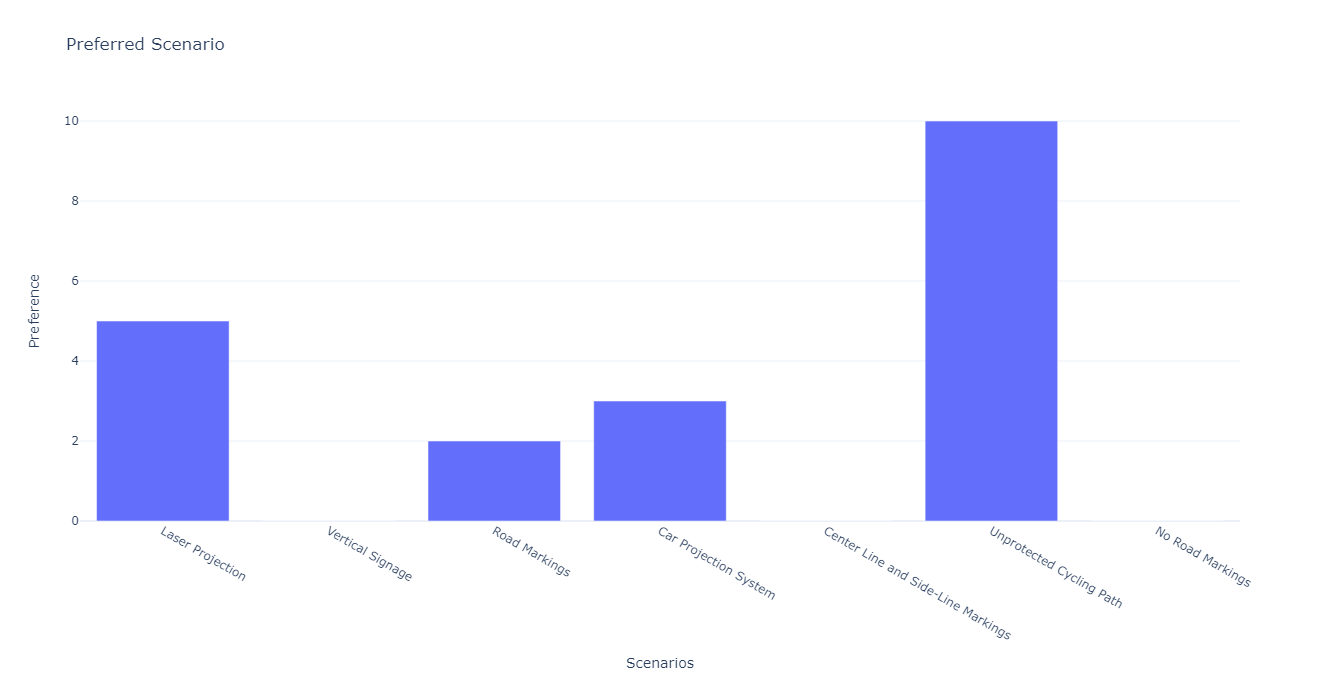 Preferred Scenario
10
8
6
4
2
0
Preference
Laser Projection
Vertical Signage
Road Markings
Car Projection System
Center Line and Side-Line Markings
Unprotected Cycling Path
No Road Markings
Scenarios